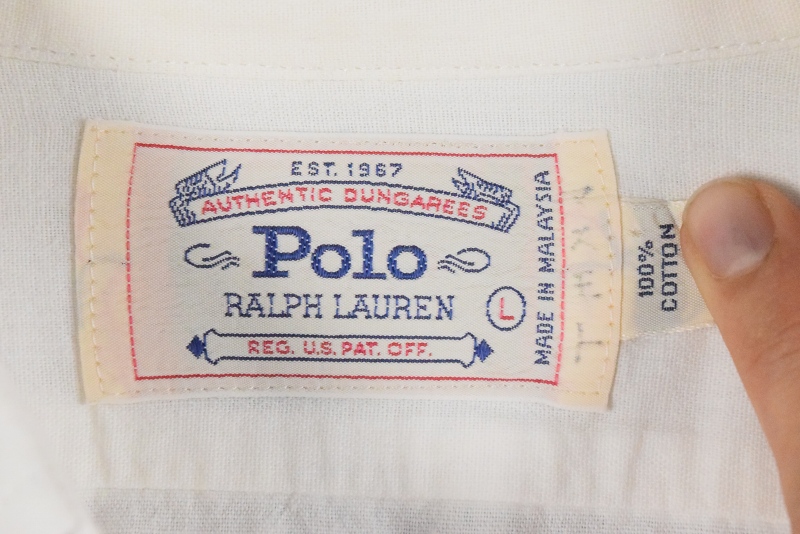 EST. 1967
AUTHENTIC DUNGAREES
Polo
RALPH LAUREN
L
REG. U.S. PAT. OFF.
MADE IN MALAYSIA
100%
COTTON